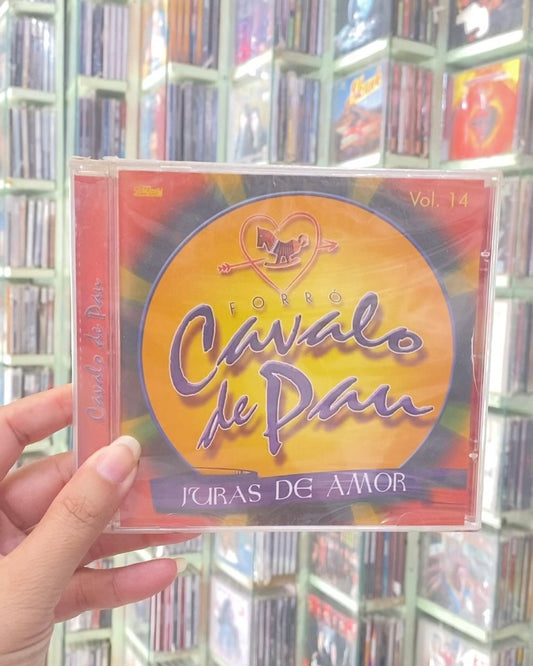 Vol. 14
FORRÓ
Cavalo
de Pau
JURAS DE AMOR
Cavalo de Pau